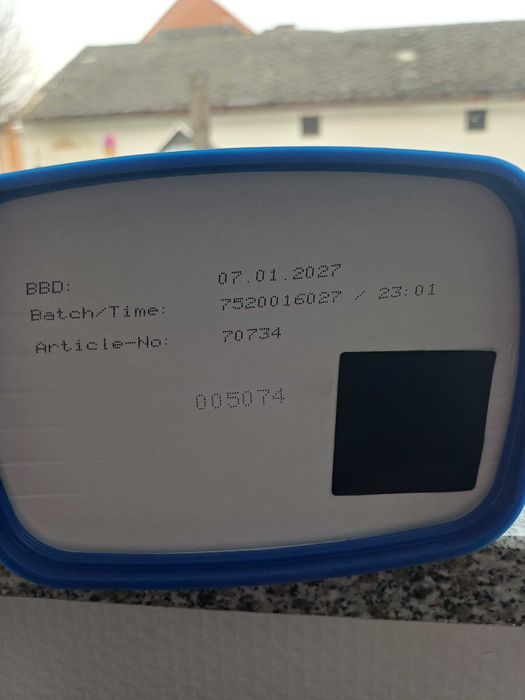 BBD: 07.01.2027
Batch/Time: 7520016027 / 23:01
Article-No: 70734
005074